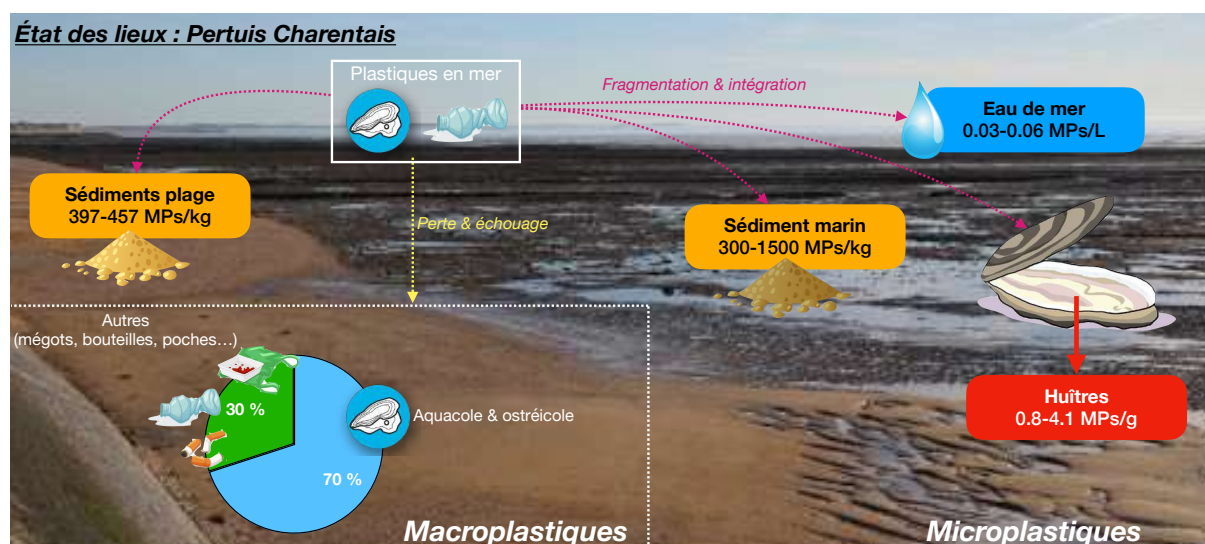 État des lieux : Pertuis Charentais
Plastiques en mer
Fragmentation & intégration
Eau de mer
0.03-0.06 MPs/L
Sédiments plage
397-457 MPs/kg
Perte & échouage
Sédiment marin
300-1500 MPs/kg
Autres
(mégots, bouteilles, poches...)
30 %
Aquacole & ostréicole
70 %
Huîtres
0.8-4.1 MPs/g
Macroplastiques
Microplastiques